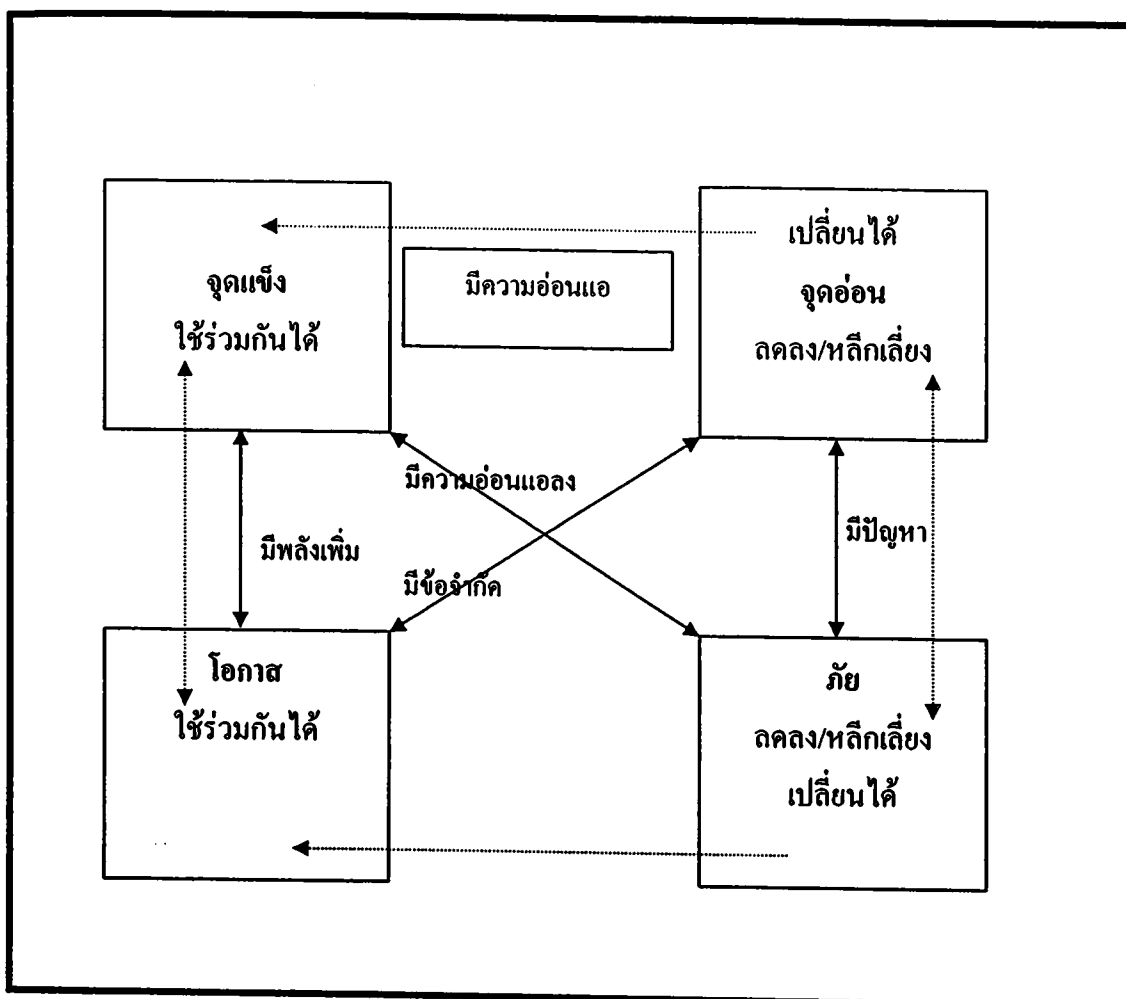 เปลี่ยนได้
จุดแข็ง
มีความอ่อนแอ
จุดอ่อน
ใช้ร่วมกันได้
ลดลง/หลีกเลี่ยง
มีความอ่อนแอลง
มีปัญหา
มีพลังเพิ่ม
มีข้อจำกัด
โอกาส
ภัย
ใช้ร่วมกันได้
ลดลง/หลีกเลี่ยง
เปลี่ยนได้